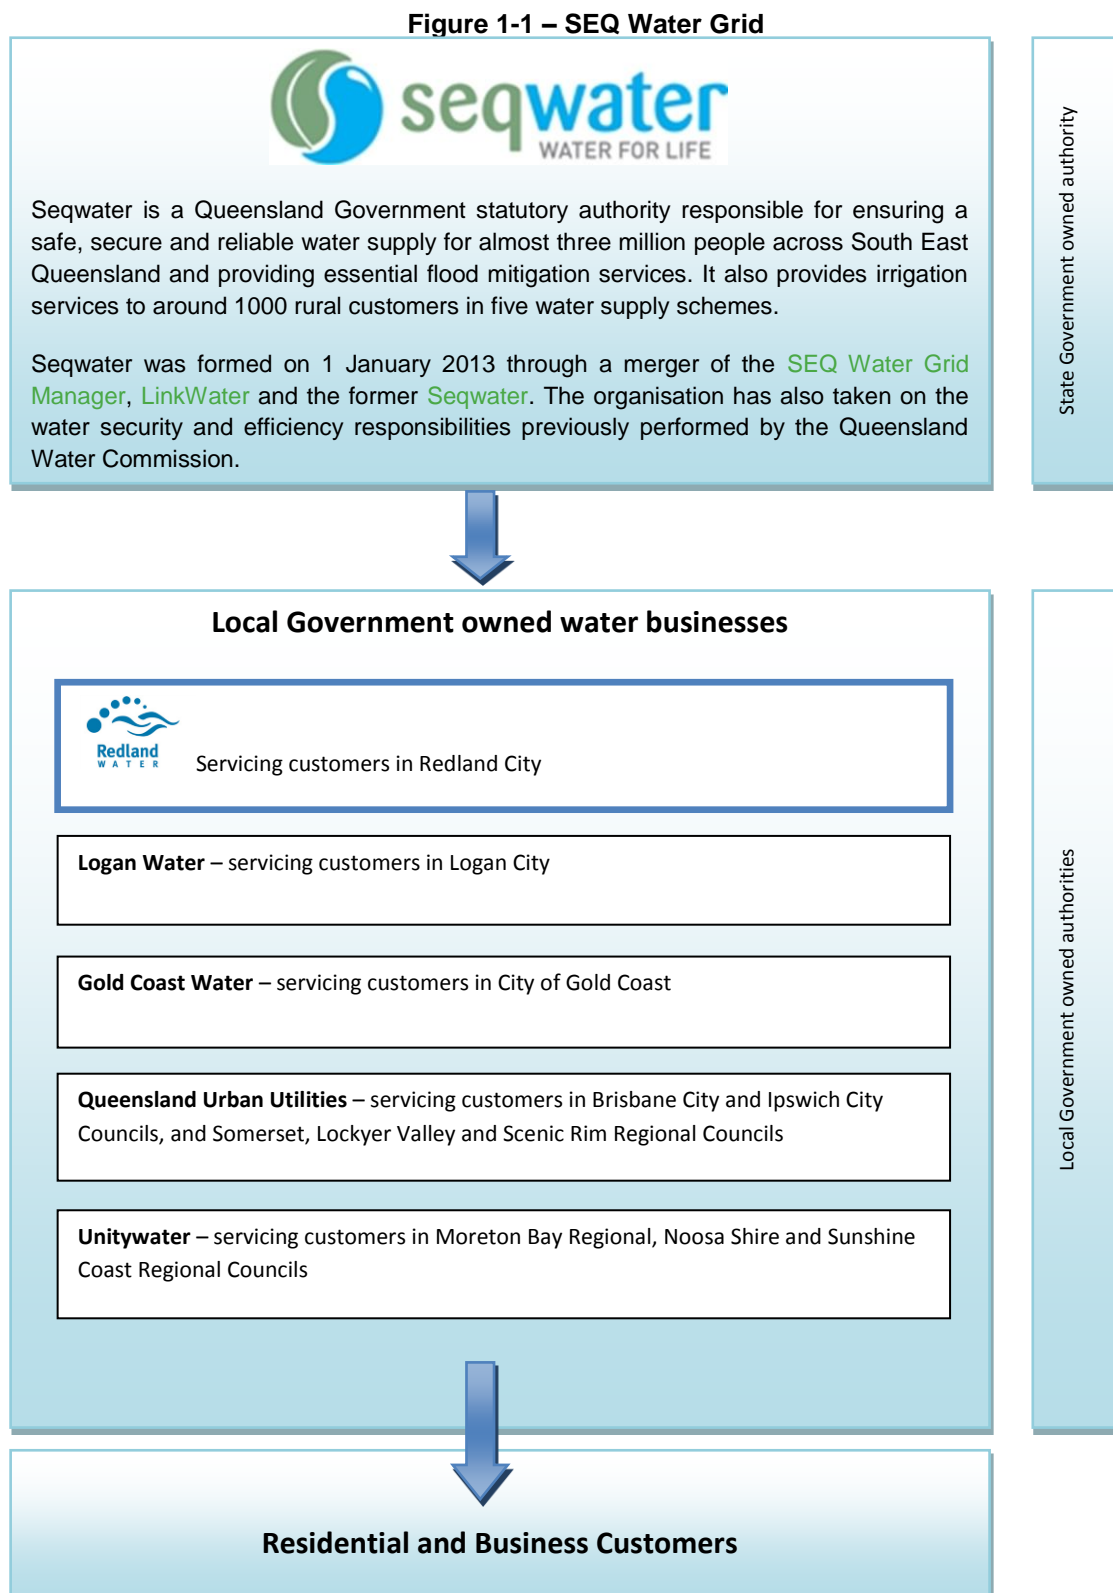 Figure 1-1 – SEQ Water Grid
seqwater
WATER FOR LIFE
State Government owned authority
Seqwater is a Queensland Government statutory authority responsible for ensuring a
safe, secure and reliable water supply for almost three million people across South East
Queensland and providing essential flood mitigation services. It also provides irrigation
services to around 1000 rural customers in five water supply schemes.
Seqwater was formed on 1 January 2013 through a merger of the SEQ Water Grid
Manager, LinkWater and the former Seqwater. The organisation has also taken on the
water security and efficiency responsibilities previously performed by the Queensland
Water Commission.
Local Government owned water businesses
Redland
WATER
Servicing customers in Redland City
Logan Water – servicing customers in Logan City
Gold Coast Water – servicing customers in City of Gold Coast
Queensland Urban Utilities – servicing customers in Brisbane City and Ipswich City
Councils, and Somerset, Lockyer Valley and Scenic Rim Regional Councils
Unitywater – servicing customers in Moreton Bay Regional, Noosa Shire and Sunshine
Coast Regional Councils
Local Government owned authorities
Residential and Business Customers